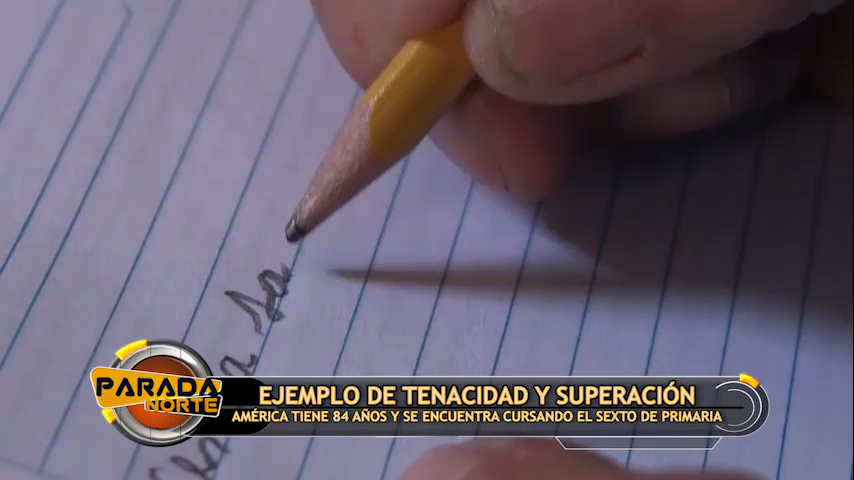 PARADA
NORTE
EJEMPLO DE TENACIDAD Y SUPERACIÓN
AMÉRICA TIENE 84 AÑOS Y SE ENCUENTRA CURSANDO EL SEXTO DE PRIMARIA